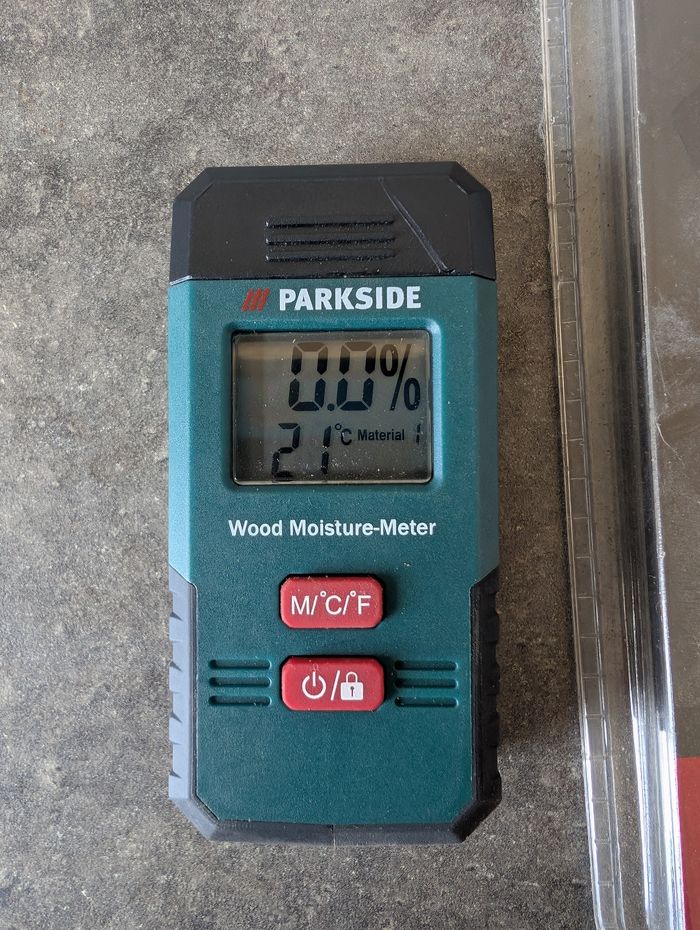 PARKSIDE
0.0%
21°C Material 1
Wood Moisture-Meter
M/°C/°F